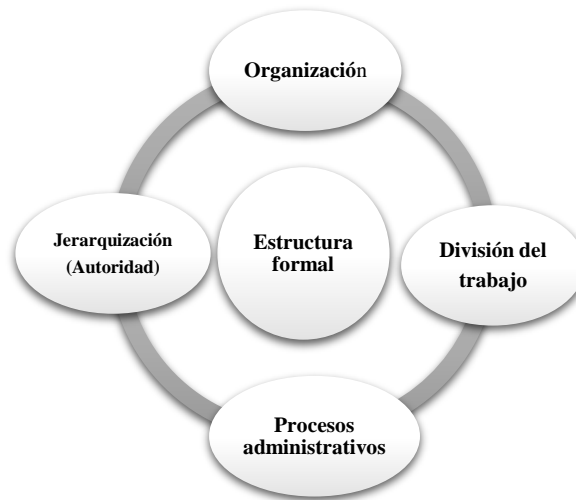 Organización
Jerarquización
(Autoridad)
Estructura
formal
División del
trabajo
Procesos
administrativos